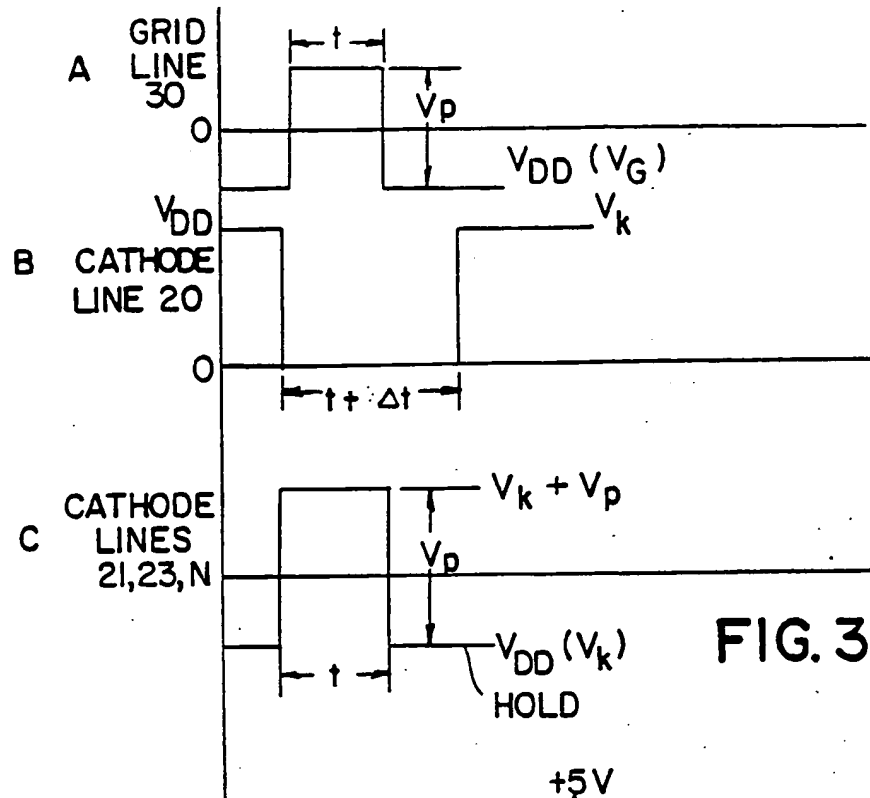 GRID
A LINE
30
t
Vp
0
VDD (VG)
VDD
Vk
B CATHODE
LINE 20
0
t + Δt
Vk + Vp
CATHODE
C LINES
21,23,N
Vp
VDD (Vk)
FIG. 3
t
HOLD
+5V